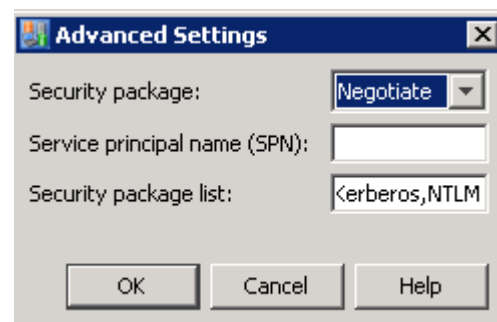 Advanced Settings
Security package: Negotiate
Service principal name (SPN):
Security package list: Kerberos,NTLM
OK Cancel Help